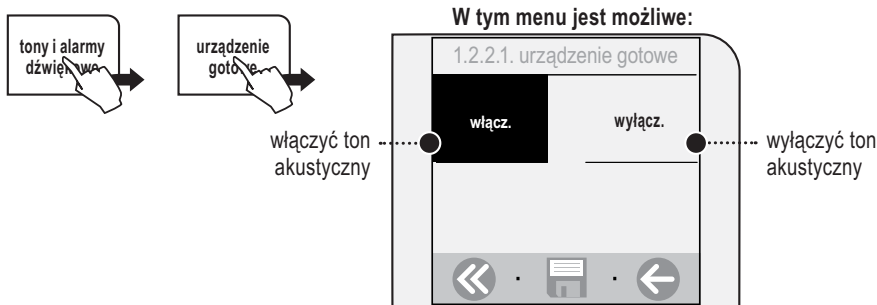 W tym menu jest możliwe:
tony i alarmy
dźwiękowe
urządzenie
gotowe
1.2.2.1. urządzenie gotowe
włącz.
wyłącz.
włączyć ton
akustyczny
wyłączyć ton
akustyczny